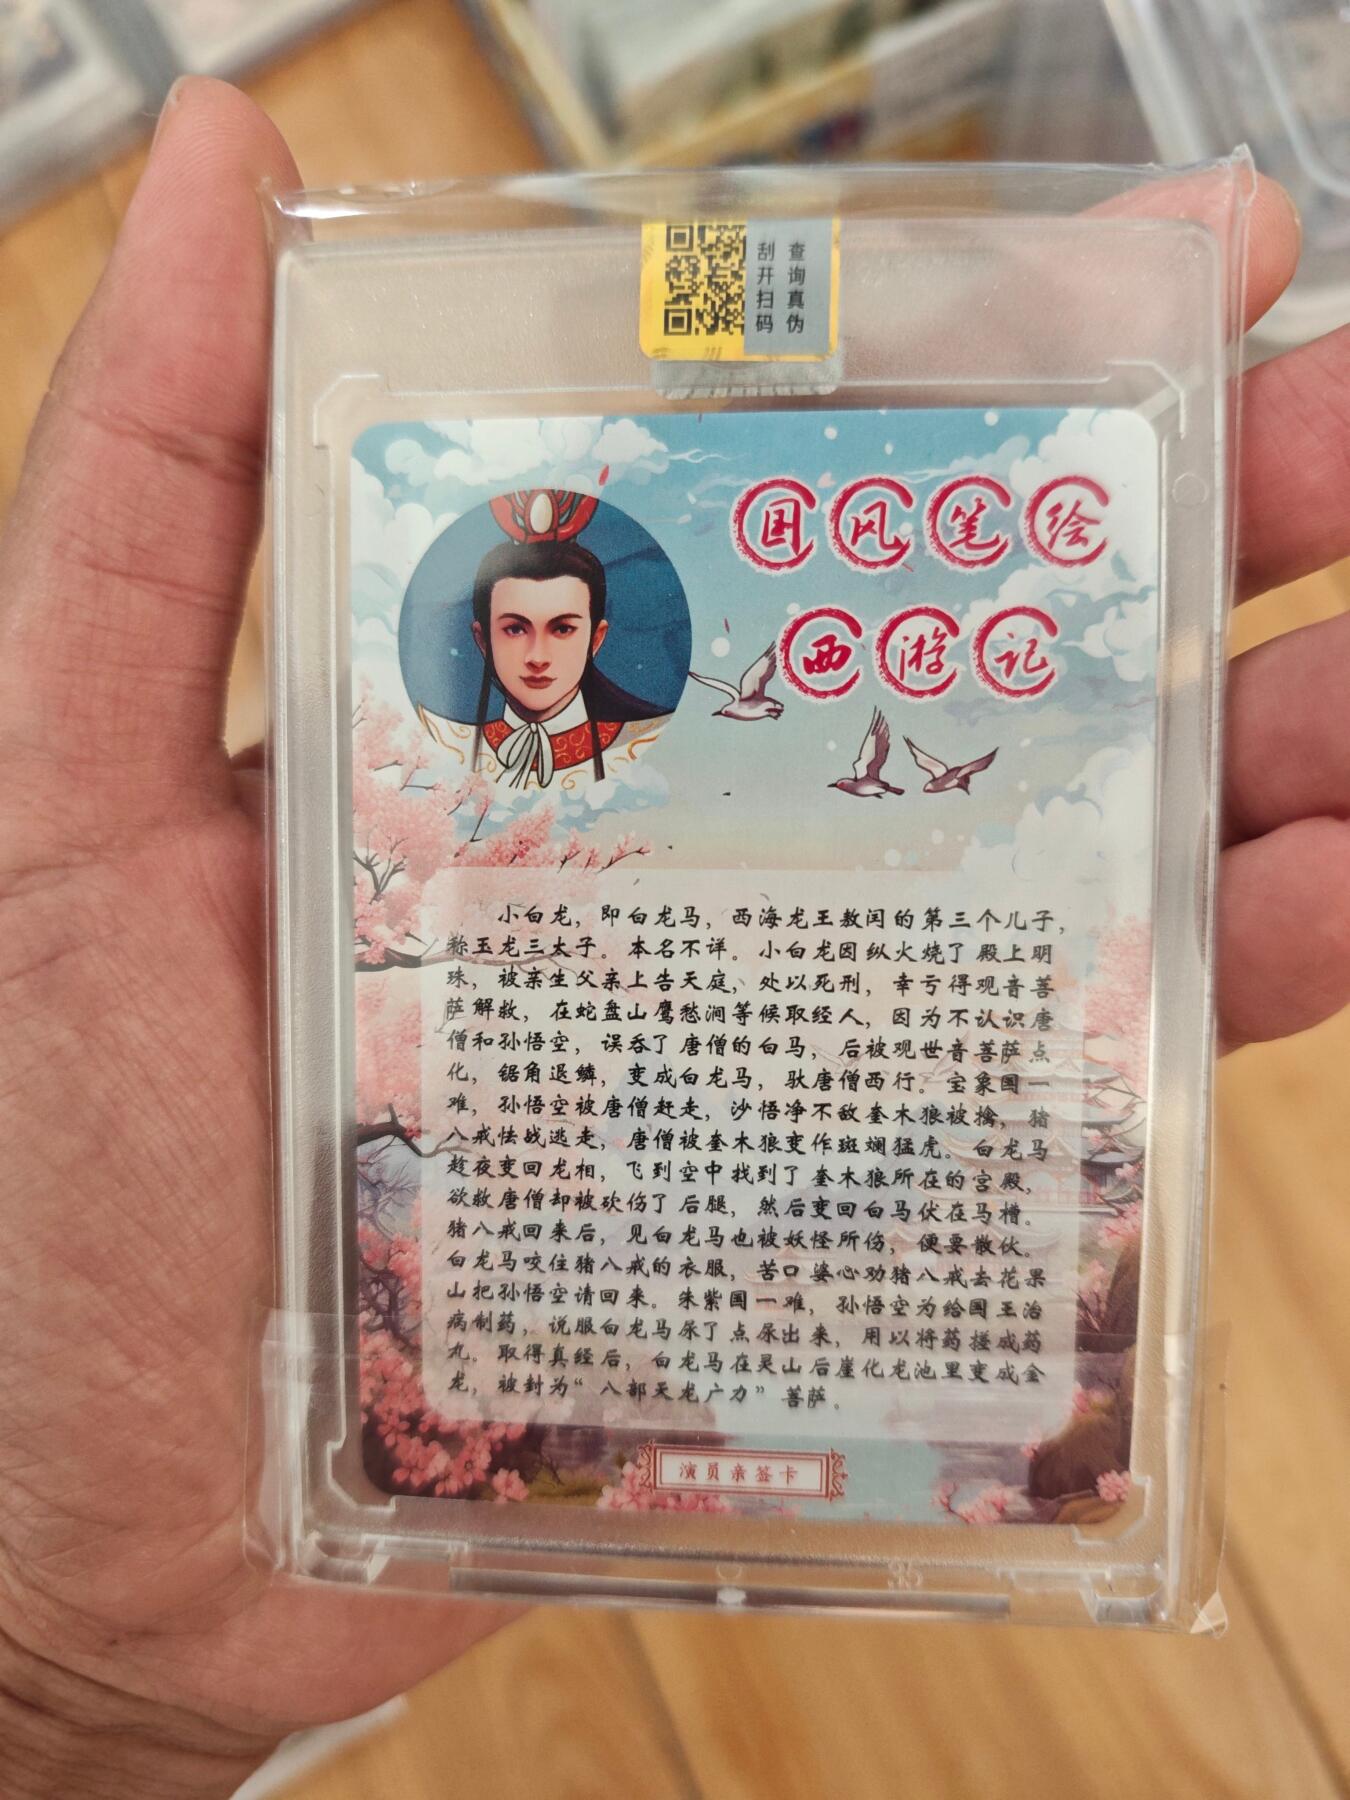 查询真伪
刮开扫码
国风笔绘
西游记
小白龙，即白龙马，西海龙王敖闰的第三个儿子，
称玉龙三太子。本名不详。小白龙因纵火烧了殿上明
珠，被亲生父亲上告天庭，处以死刑，幸亏得观音菩
萨解救，在蛇盘山鹰愁涧等候取经人，因为不认识唐
僧和孙悟空，误吞了唐僧的白马，后被观世音菩萨点
化，锯角退鳞，变成白龙马，驮唐僧西行。宝象国一
难，孙悟空被唐僧赶走，沙悟净不敌奎木狼被擒，猪
八戒怯战逃走，唐僧被奎木狼变作斑斓猛虎。白龙马
趁夜变回龙相，飞到空中找到了奎木狼所在的宫殿，
欲救唐僧却被砍伤了后腿，然后变回白马伏在马槽。
猪八戒回来后，见白龙马也被妖怪所伤，便要散伙。
白龙马咬住猪八戒的衣服，苦口婆心劝猪八戒去花果
山把孙悟空请回来。朱紫国一难，孙悟空为给国王治
病制药，说服白龙马尿了点尿出来，用以将药搓成药
丸。取得真经后，白龙马在灵山后崖化龙池里变成金
龙，被封为“八部天龙广力”菩萨。
演员亲签卡